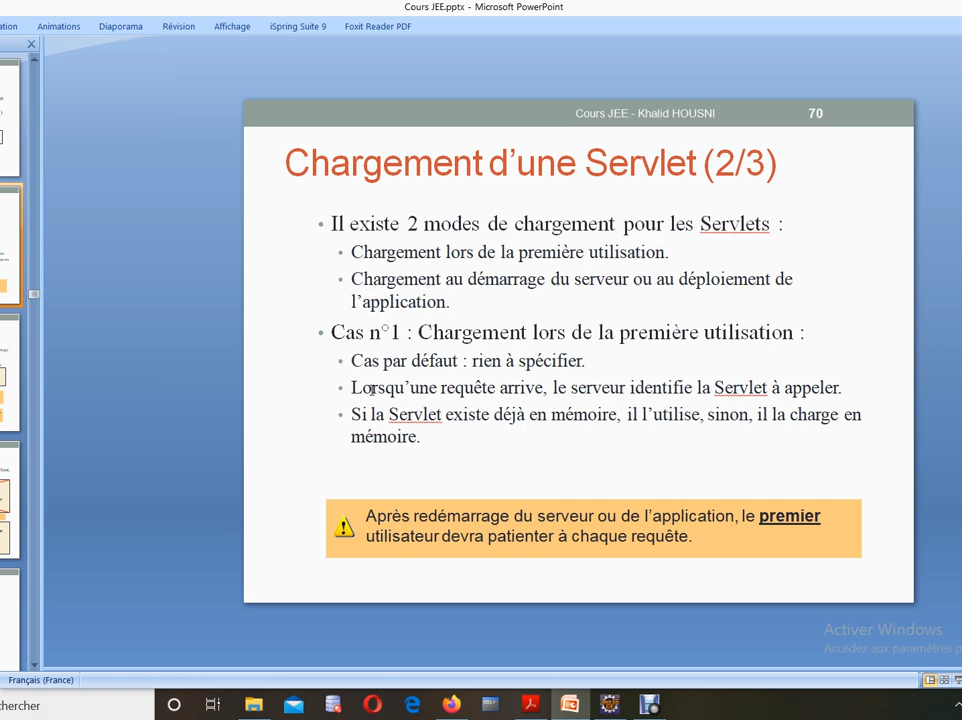 Cours JEE.pptx - Microsoft PowerPoint
ation Animations Diaporama Révision Affichage iSpring Suite 9 Foxit Reader PDF
Cours JEE - Khalid HOUSNI 70
Chargement d’une Servlet (2/3)
• Il existe 2 modes de chargement pour les Servlets :
• Chargement lors de la première utilisation.
• Chargement au démarrage du serveur ou au déploiement de
l’application.
• Cas n°1 : Chargement lors de la première utilisation :
• Cas par défaut : rien à spécifier.
• Lorsqu’une requête arrive, le serveur identifie la Servlet à appeler.
• Si la Servlet existe déjà en mémoire, il l’utilise, sinon, il la charge en
mémoire.
Après redémarrage du serveur ou de l’application, le premier
utilisateur devra patienter à chaque requête.
Activer Windows
Accédez aux paramètres p
Français (France)
hercher